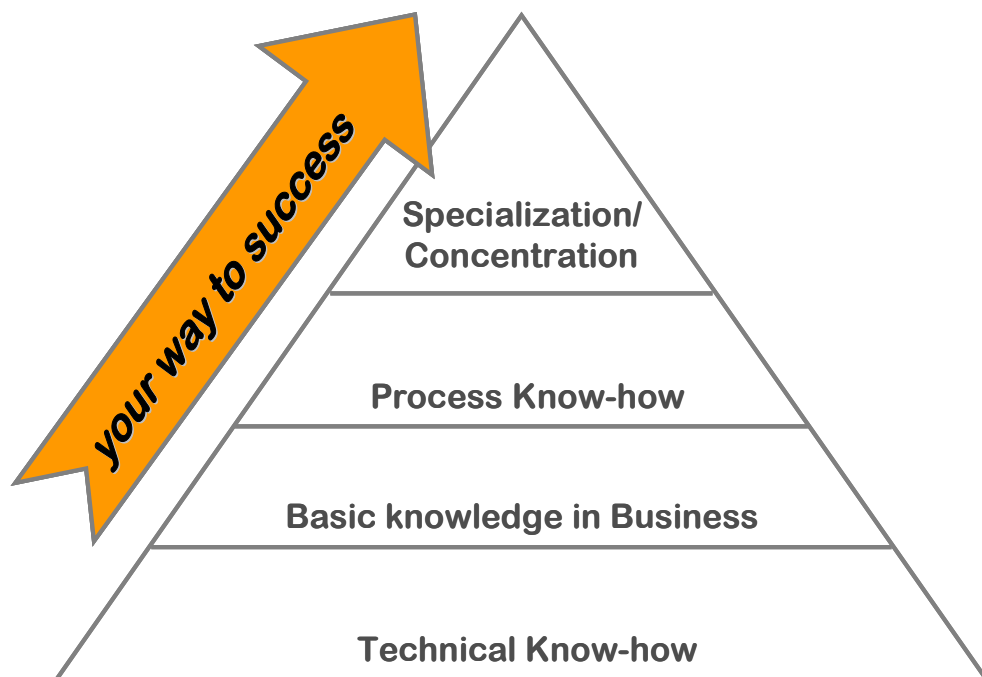 your way to success
Specialization/
Concentration
Process Know-how
Basic knowledge in Business
Technical Know-how